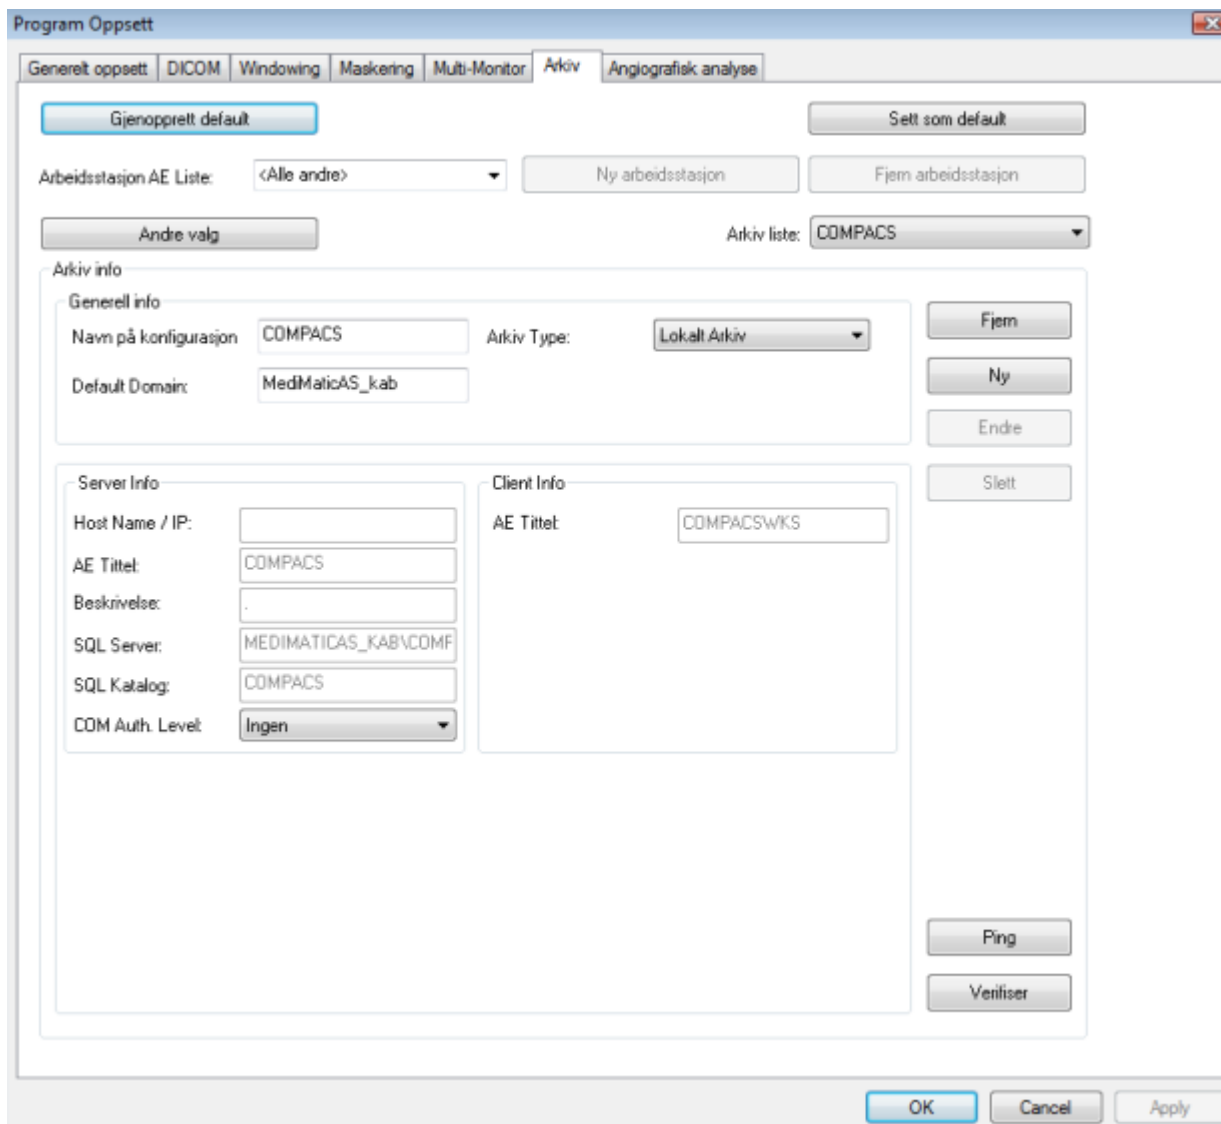 Program Oppsett
Generelt oppsett DICOM Windowing Maskering Multi-Monitor Arkiv Angiografisk analyse
Gjenopprett default Sett som default
Arbeidsstasjon AE Liste: <Alle andre> Ny arbeidsstasjon Fjern arbeidsstasjon
Andre valg Arkiv liste: COMPACS
Arkiv info
Generell info
Navn på konfigurasjon COMPACS Arkiv Type: Lokalt Arkiv Fjern
Default Domain: MediMaticAS_kab Ny
Endre
Server Info Client Info Slett
Host Name / IP: AE Tittel: COMPACSWKS
AE Tittel: COMPACS
Beskrivelse: .
SQL Server: MEDIMATICAS_KAB\COMP
SQL Katalog: COMPACS
COM Auth. Level: Ingen
Ping
Verifiser
OK Cancel Apply